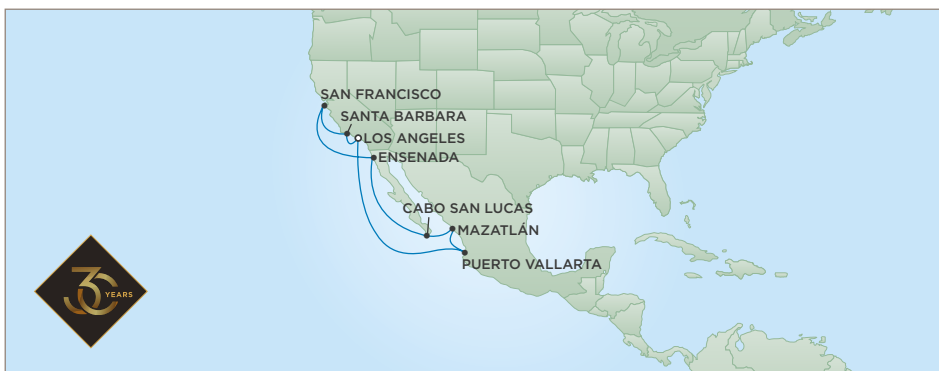 SAN FRANCISCO
SANTA BARBARA
LOS ANGELES
ENSENADA
CABO SAN LUCAS
MAZATLÁN
PUERTO VALLARTA
30
YEARS